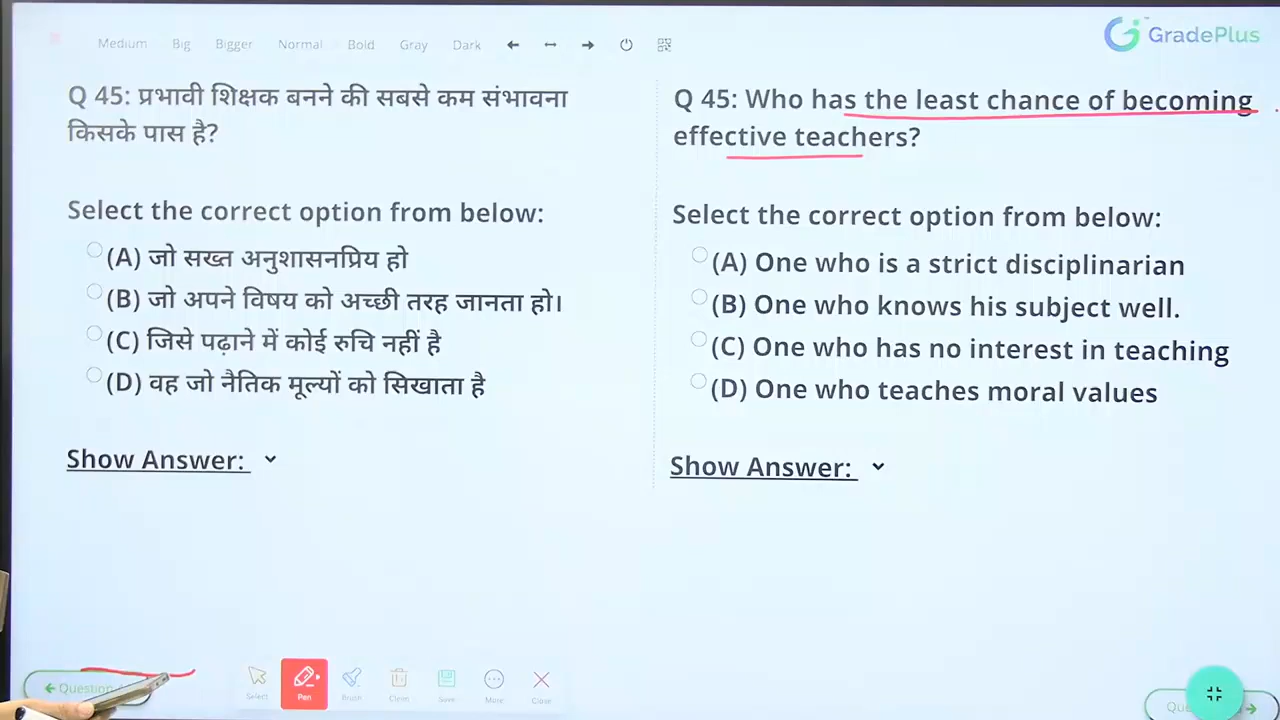 Medium Big Bigger Normal Bold Gray Dark
GradePlus
Q 45: प्रभावी शिक्षक बनने की सबसे कम संभावना
किसके पास है?
Select the correct option from below:
(A) जो सख्त अनुशासनप्रिय हो
(B) जो अपने विषय को अच्छी तरह जानता हो।
(C) जिसे पढ़ाने में कोई रुचि नहीं है
(D) वह जो नैतिक मूल्यों को सिखाता है
Show Answer:
Q 45: Who has the least chance of becoming
effective teachers?
Select the correct option from below:
(A) One who is a strict disciplinarian
(B) One who knows his subject well.
(C) One who has no interest in teaching
(D) One who teaches moral values
Show Answer:
Select Pen Brush Clean Save More Close